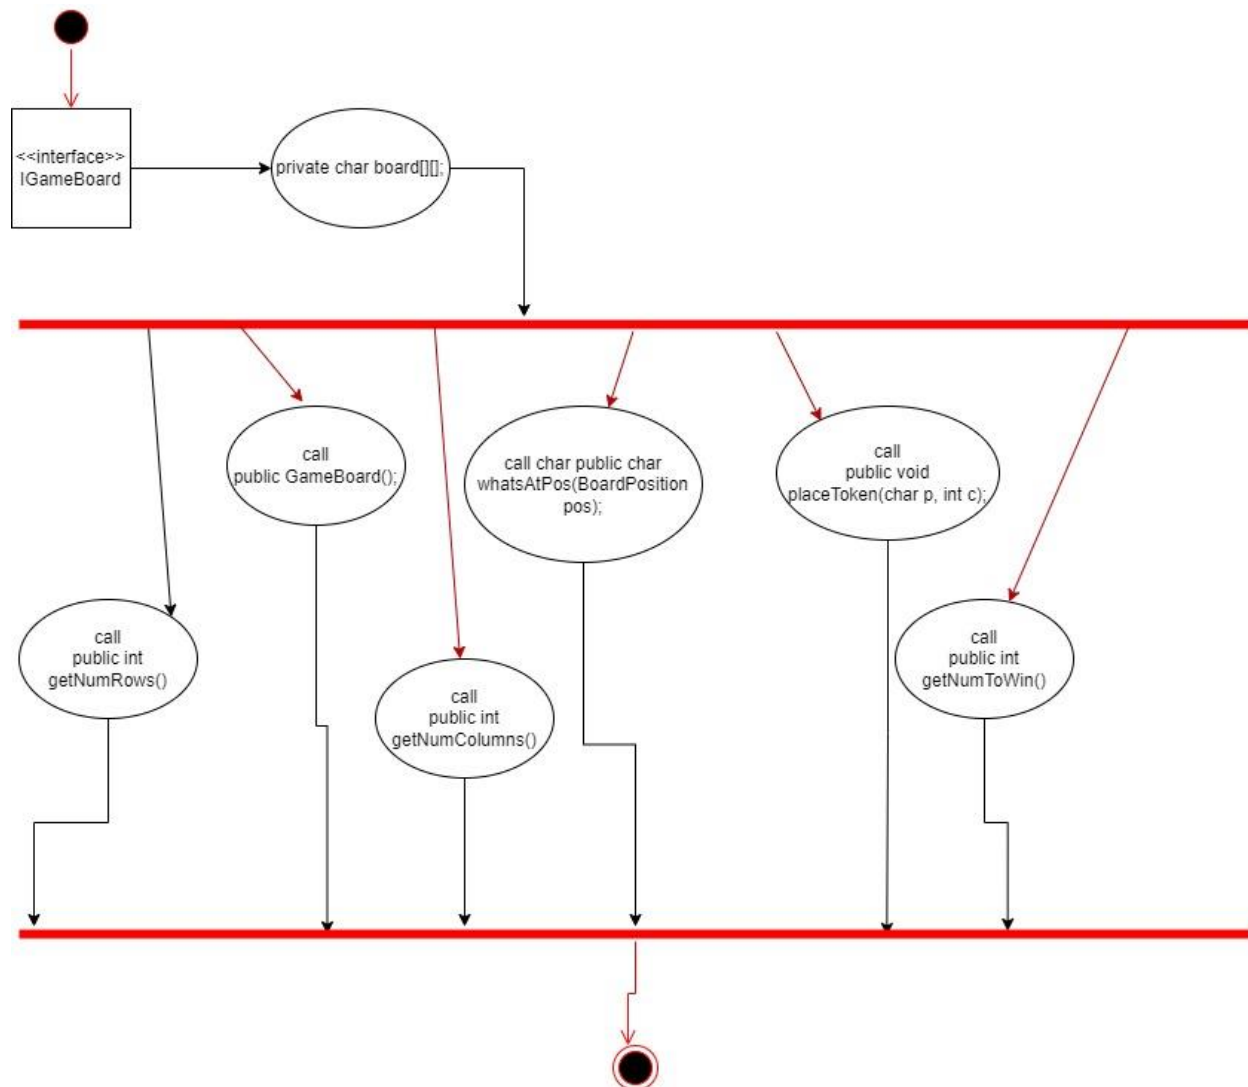 <<interface>>
IGameBoard
private char board[][];
call
public GameBoard();
call char public char
whatsAtPos(BoardPosition
pos);
call
public void
placeToken(char p, int c);
call
public int
getNumRows()
call
public int
getNumColumns()
call
public int
getNumToWin()